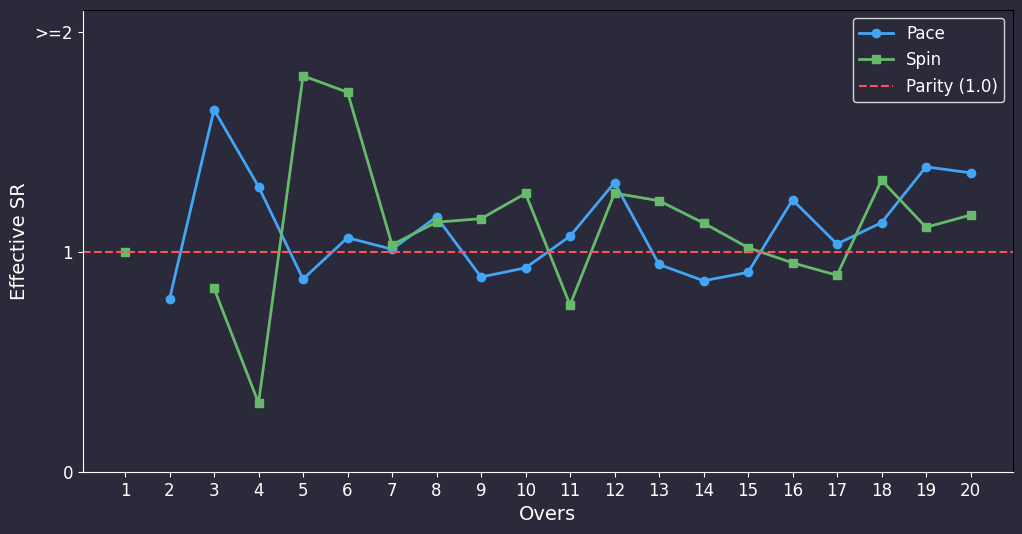 >=2
1
0
Effective SR
Pace
Spin
Parity (1.0)
1 2 3 4 5 6 7 8 9 10 11 12 13 14 15 16 17 18 19 20
Overs